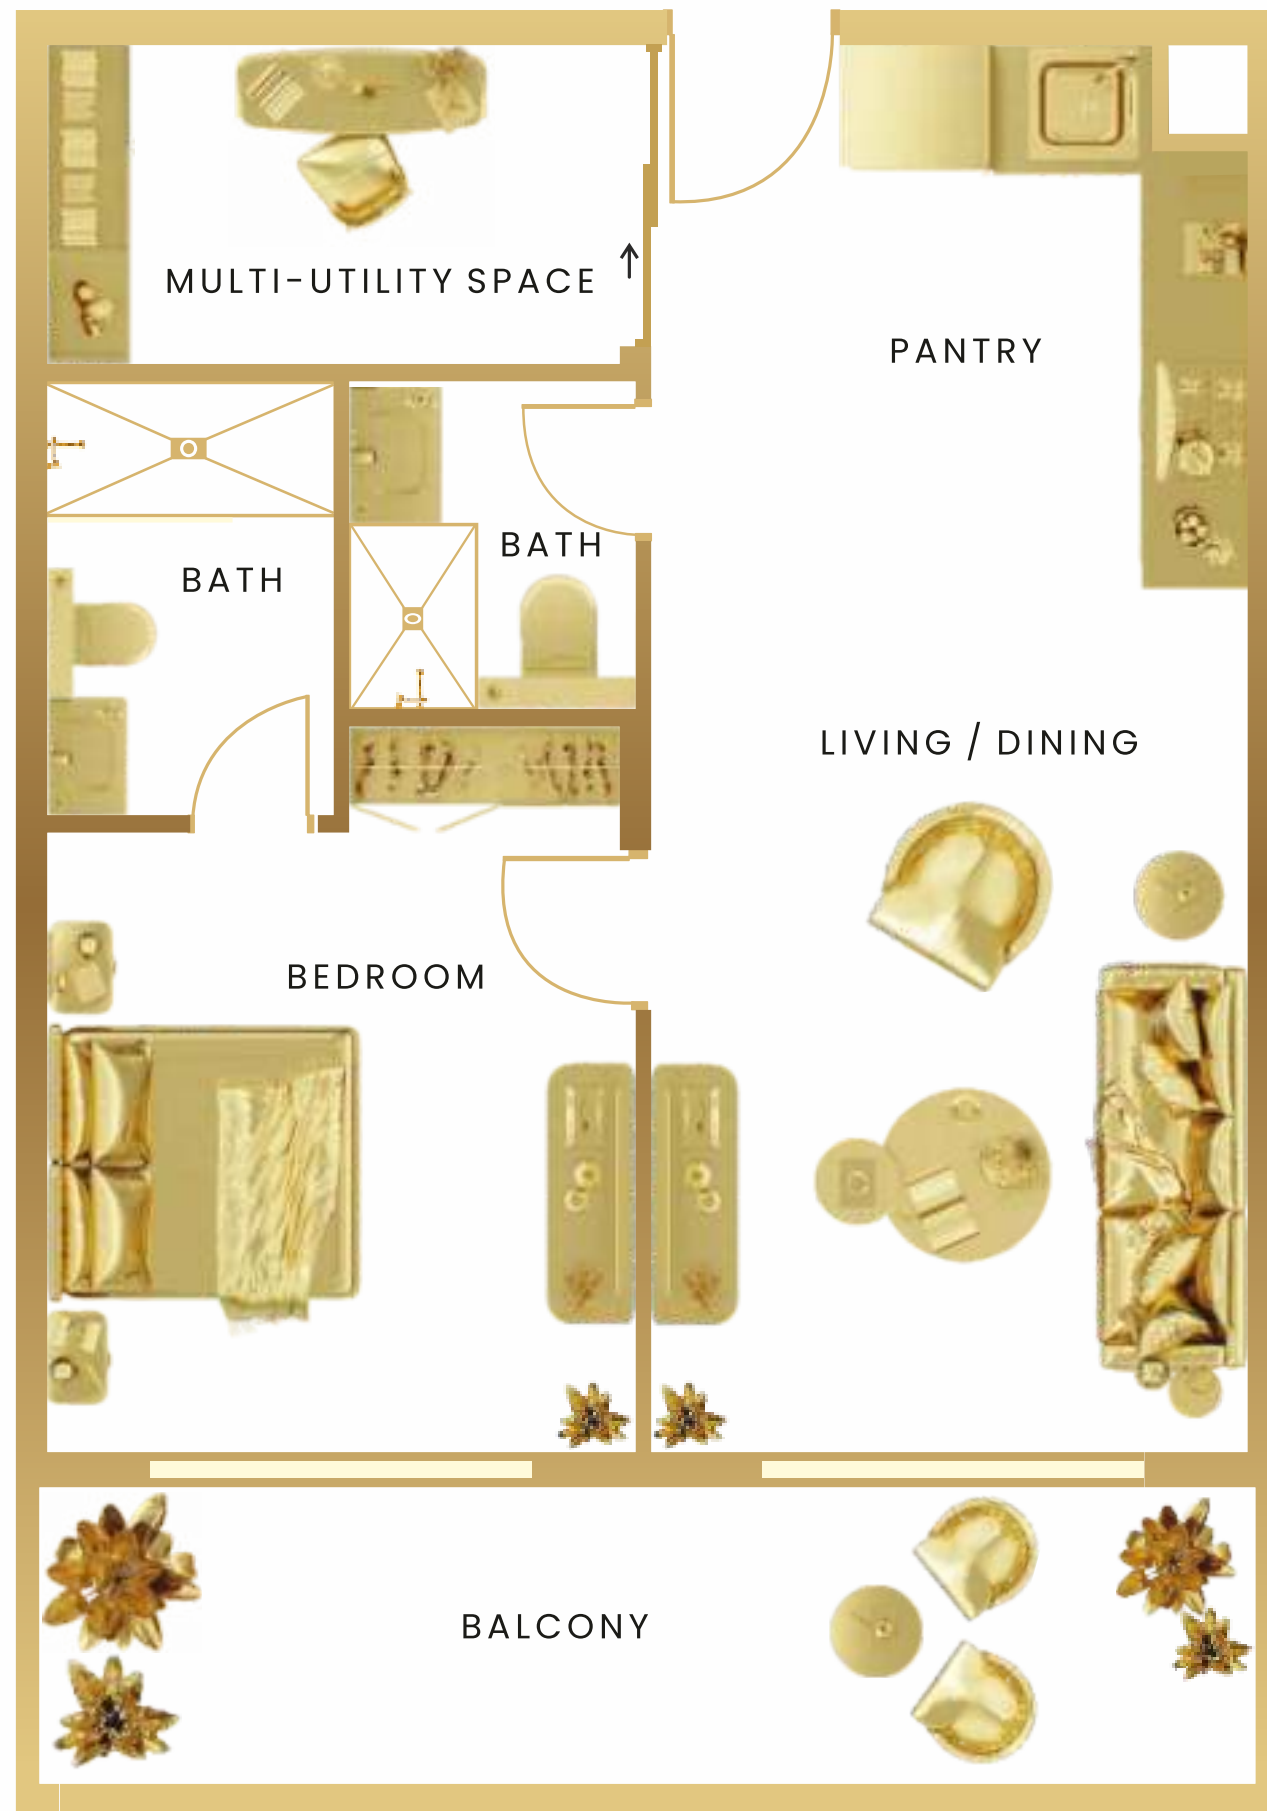 MULTI-UTILITY SPACE
PANTRY
BATH
BATH
LIVING / DINING
BEDROOM
BALCONY